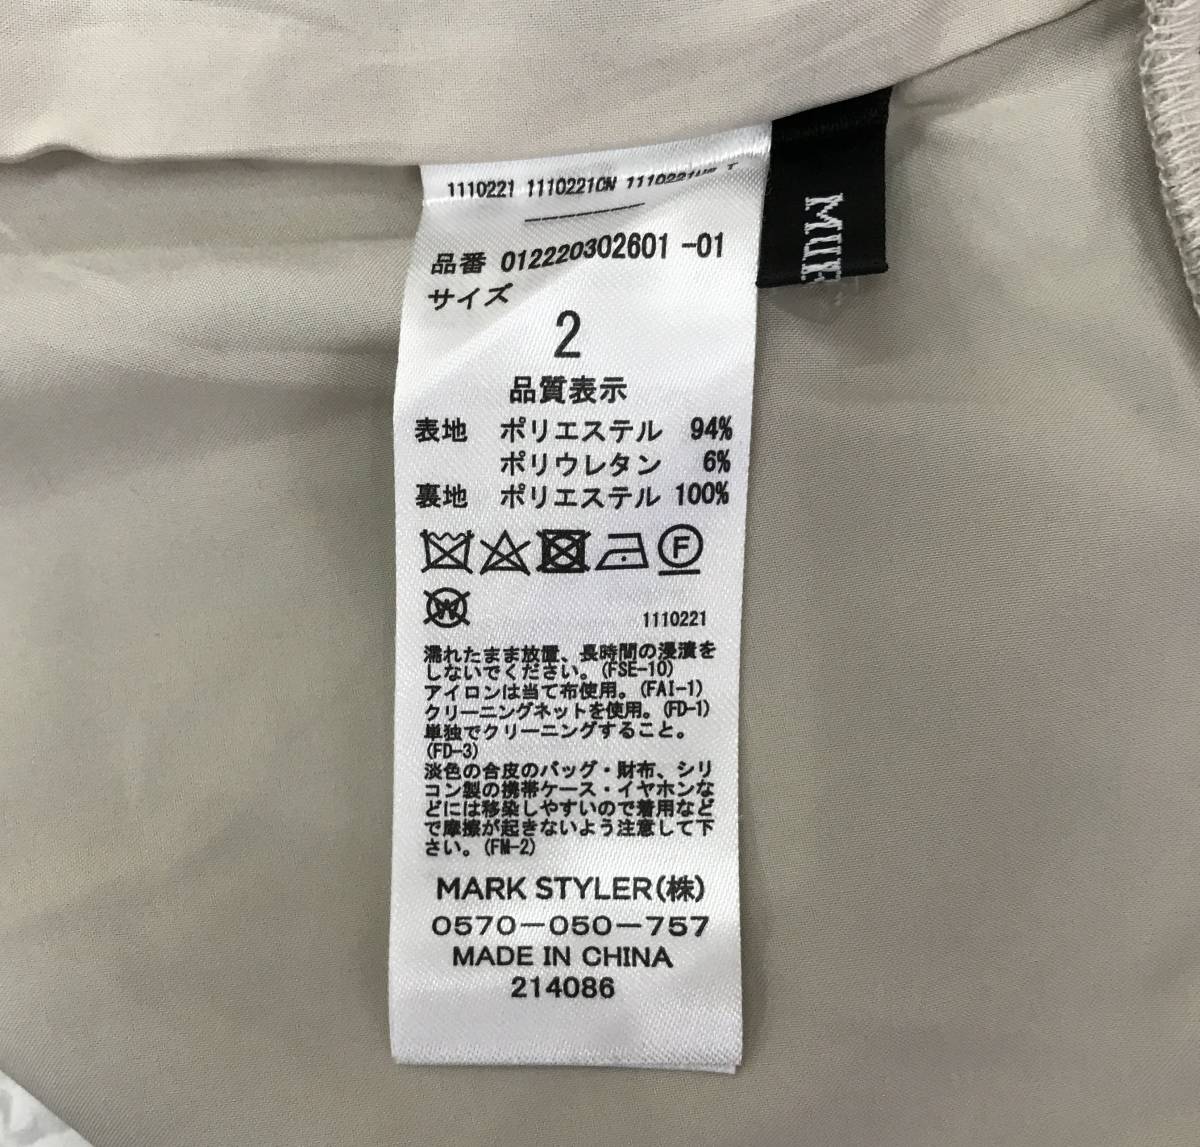 1110221 1110221CN
品番 012220302601-01
サイズ
2
品質表示
表地 ポリエステル 94%
ポリウレタン 6%
裏地 ポリエステル 100%
F
W
1110221
濡れたまま放置、長時間の浸漬を
しないでください。(FSE-10)
アイロンは当て布使用。(FAI-1)
クリーニングネットを使用。(FD-1)
単独でクリーニングすること。
(FD-3)
淡色の合皮のバッグ・財布、シリ
コン製の携帯ケース・イヤホンな
どには移染しやすいので着用など
で摩擦が起きないよう注意して下
さい。(FM-2)
MARK STYLER(株)
0570-050-757
MADE IN CHINA
214086